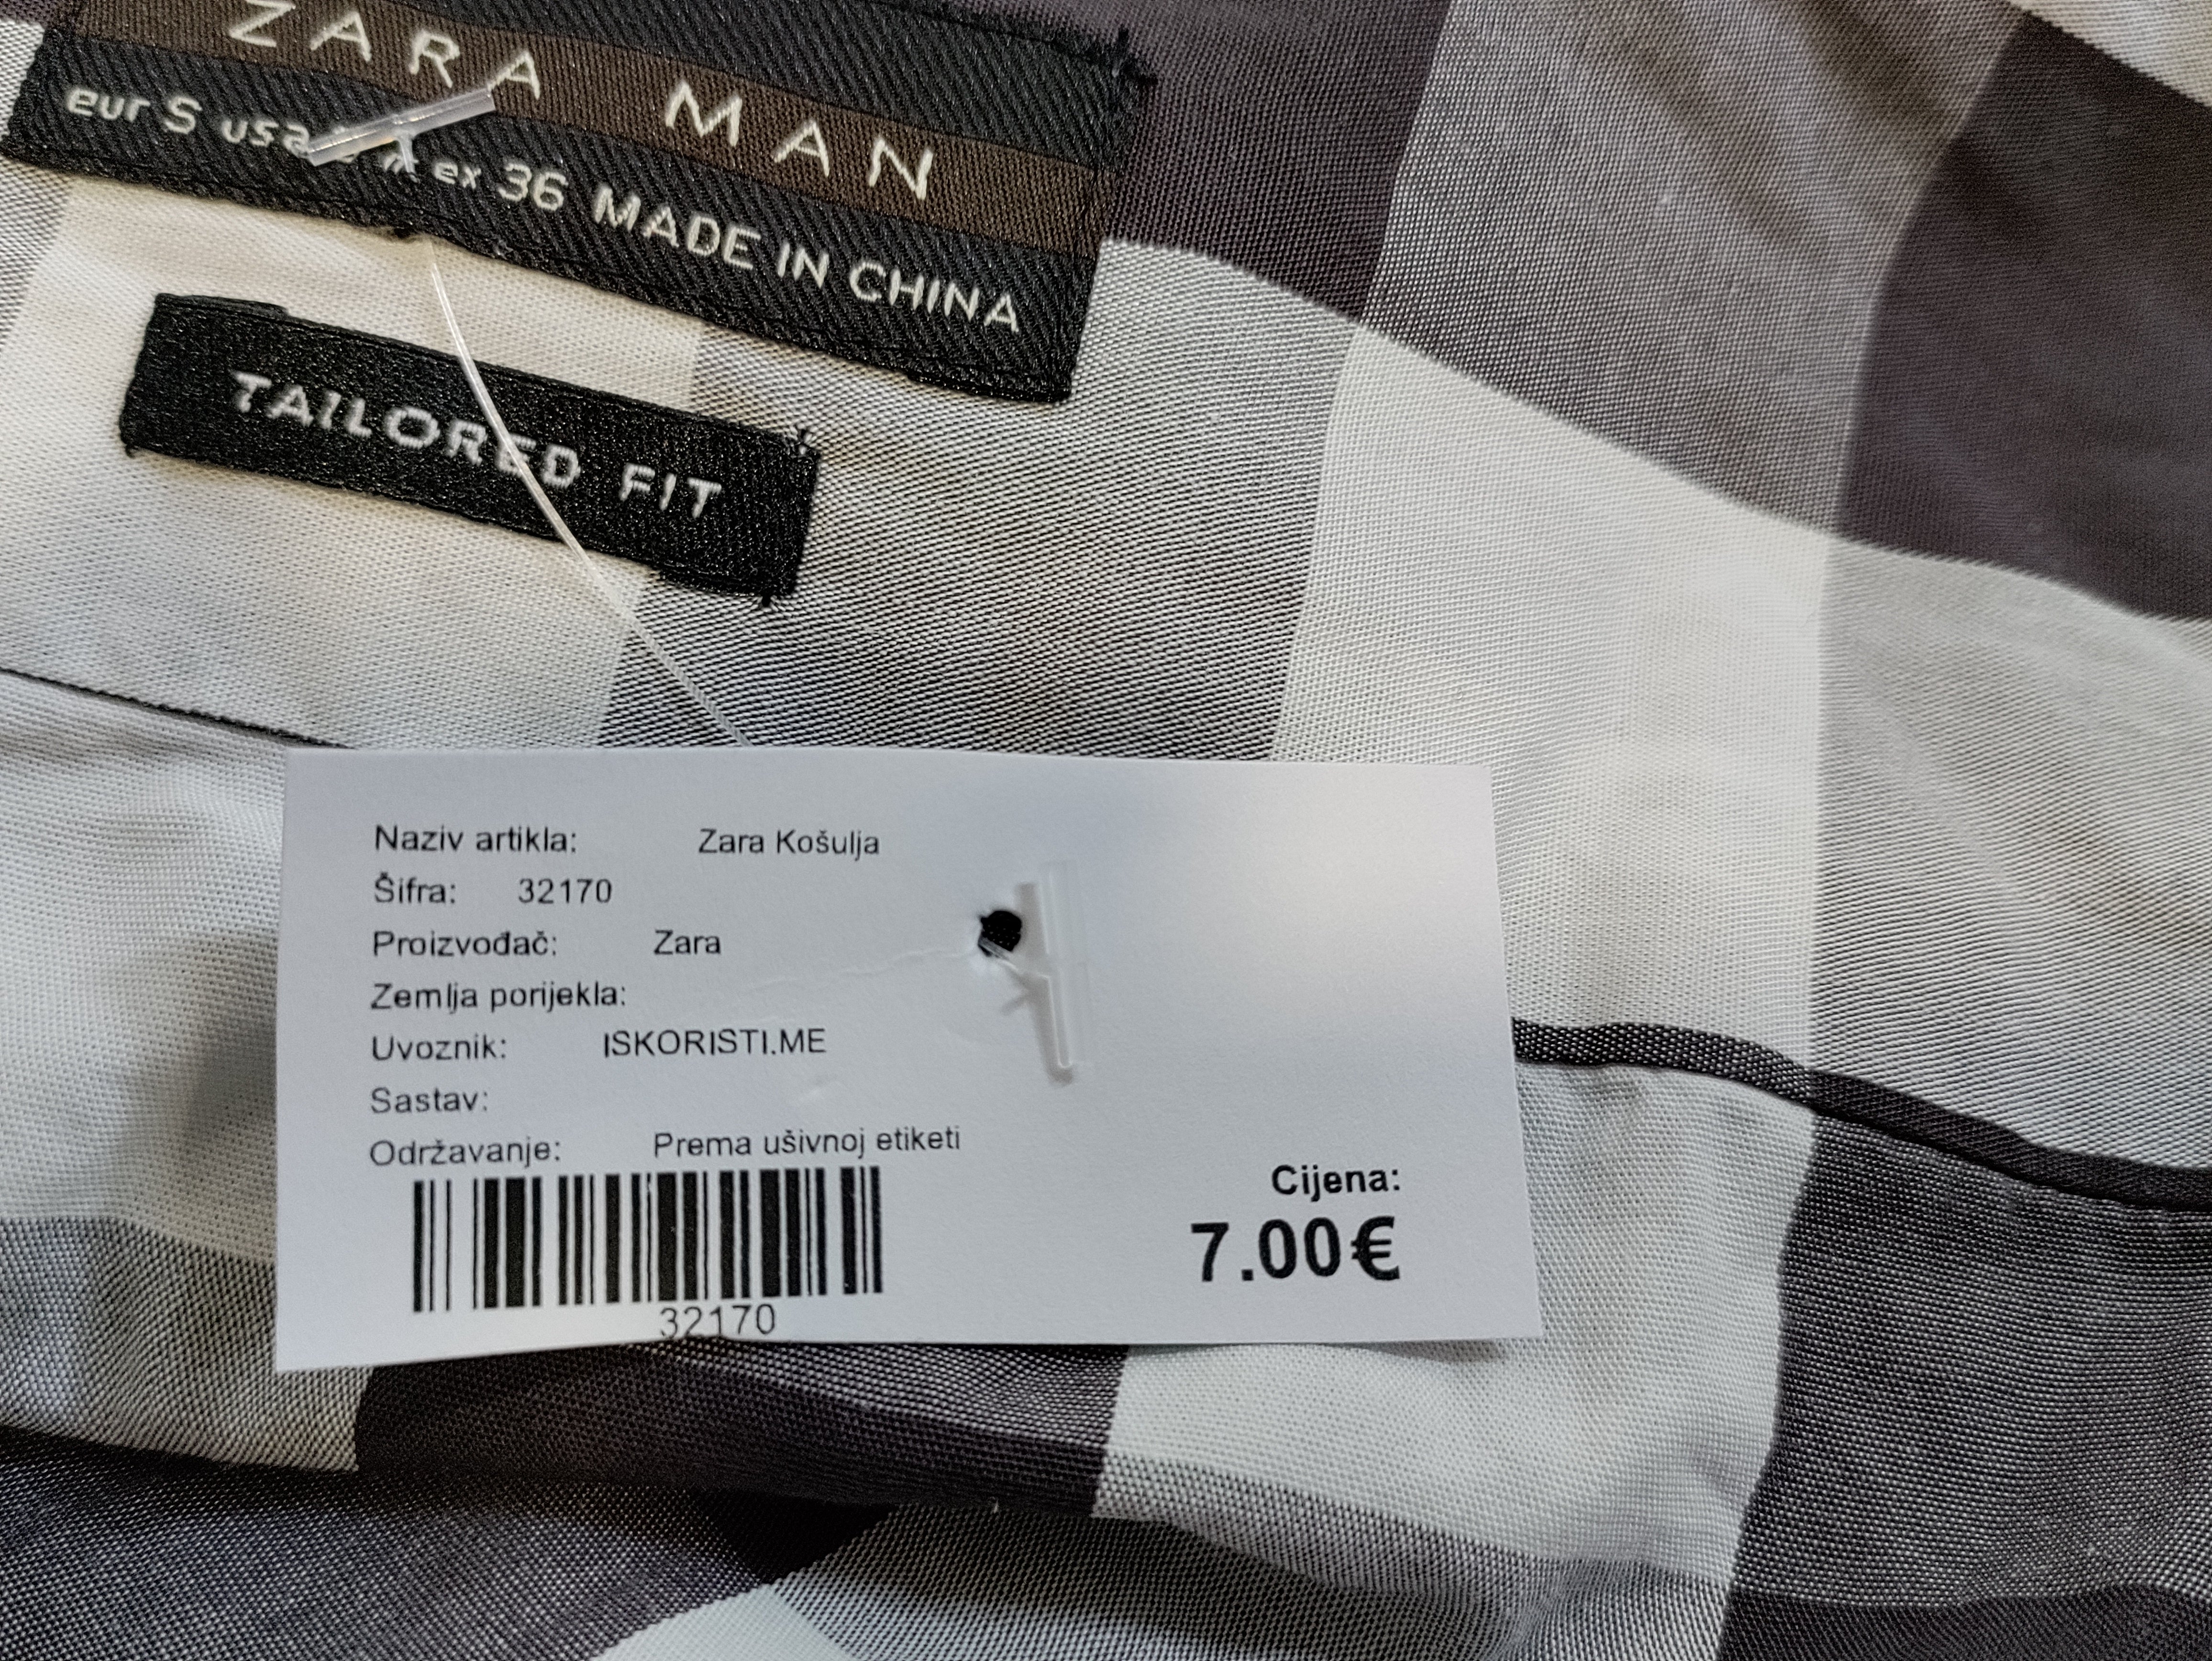 ZARA MAN
eur S usa ex 36 MADE IN CHINA
TAILORED FIT
Naziv artikla: Zara Košulja
Šifra: 32170
Proizvođač: Zara
Zemlja porijekla:
Uvoznik: ISKORISTI.ME
Sastav:
Održavanje: Prema ušivnoj etiketi
32170
Cijena:
7.00€